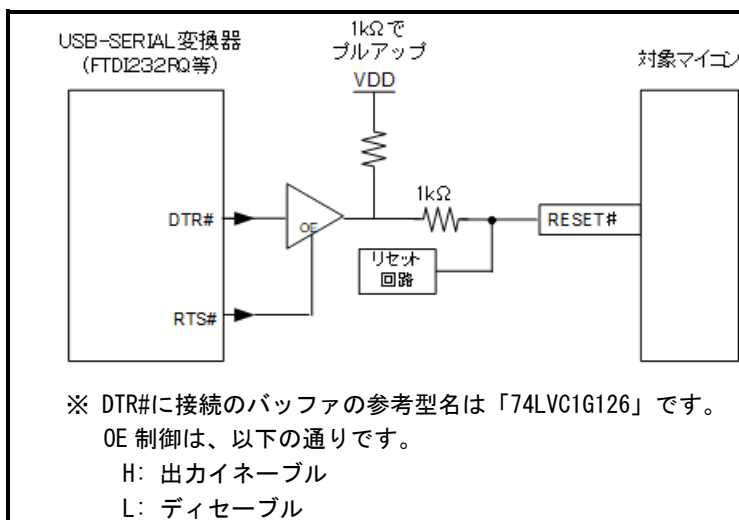 USB-SERIAL変換器
(FTDI232RQ等)
1kΩで
プルアップ
VDD
対象マイコン
DTR#
OE
1kΩ
RESET#
リセット
回路
RTS#
※ DTR#に接続のバッファの参考型名は「74LVC1G126」です。
OE 制御は、以下の通りです。
H: 出力イネーブル
L: ディセーブル